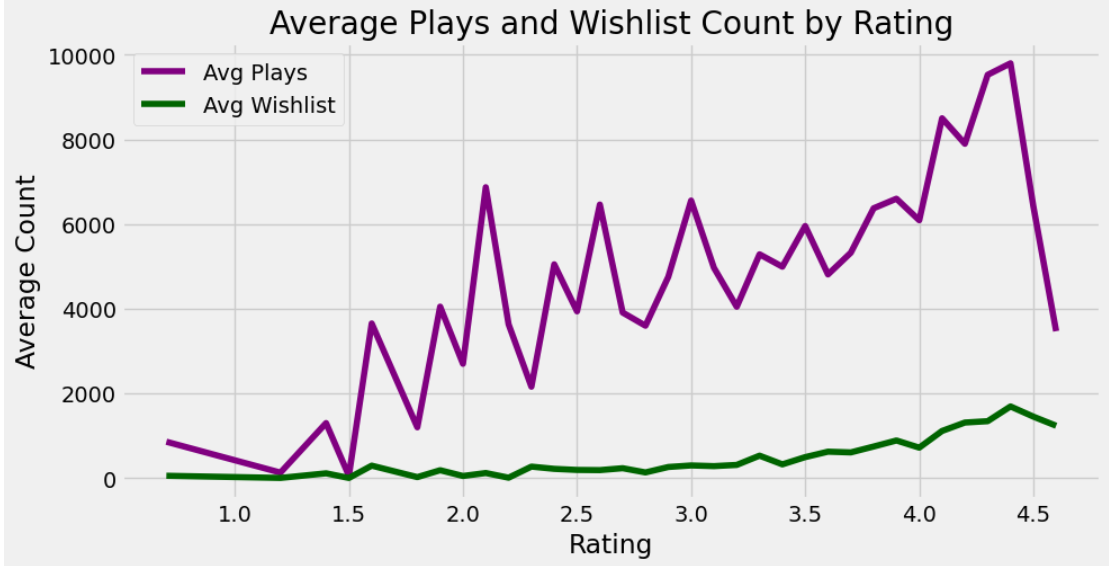 Average Plays and Wishlist Count by Rating
Avg Plays
Avg Wishlist
Average Count
10000
8000
6000
4000
2000
0
1.0 1.5 2.0 2.5 3.0 3.5 4.0 4.5
Rating